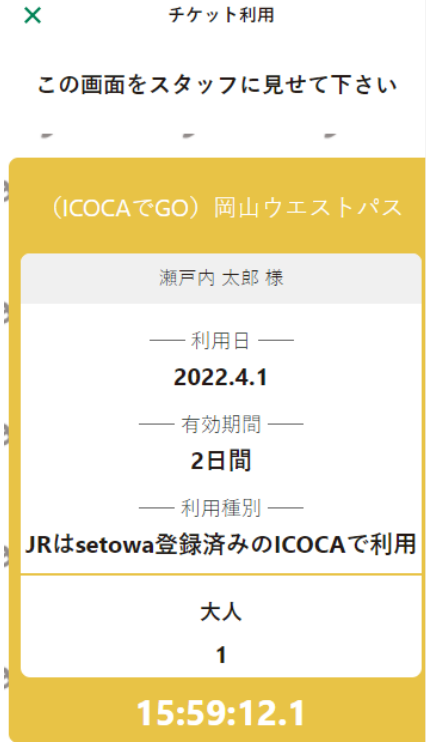 チケット利用
この画面をスタッフに見せて下さい
（ICOCAでGO）岡山ウエストパス
瀬戸内 太郎 様
利用日
2022.4.1
有効期間
2日間
利用種別
JRはsetowa登録済みのICOCAで利用
大人
1
15:59:12.1